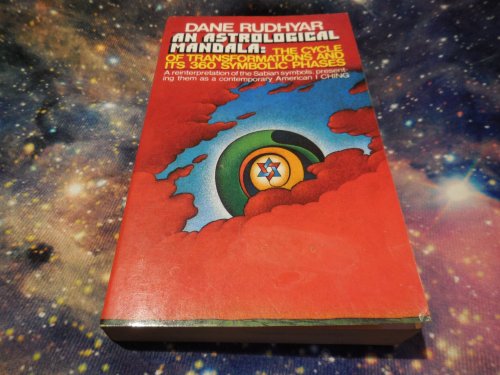 DANE RUDHYAR
AN ASTROLOGICAL
MANDALA: THE CYCLE
OF TRANSFORMATIONS AND
ITS 360 SYMBOLIC PHASES
A reinterpretation of the Sabian symbols, present-
ing them as a contemporary American I CHING